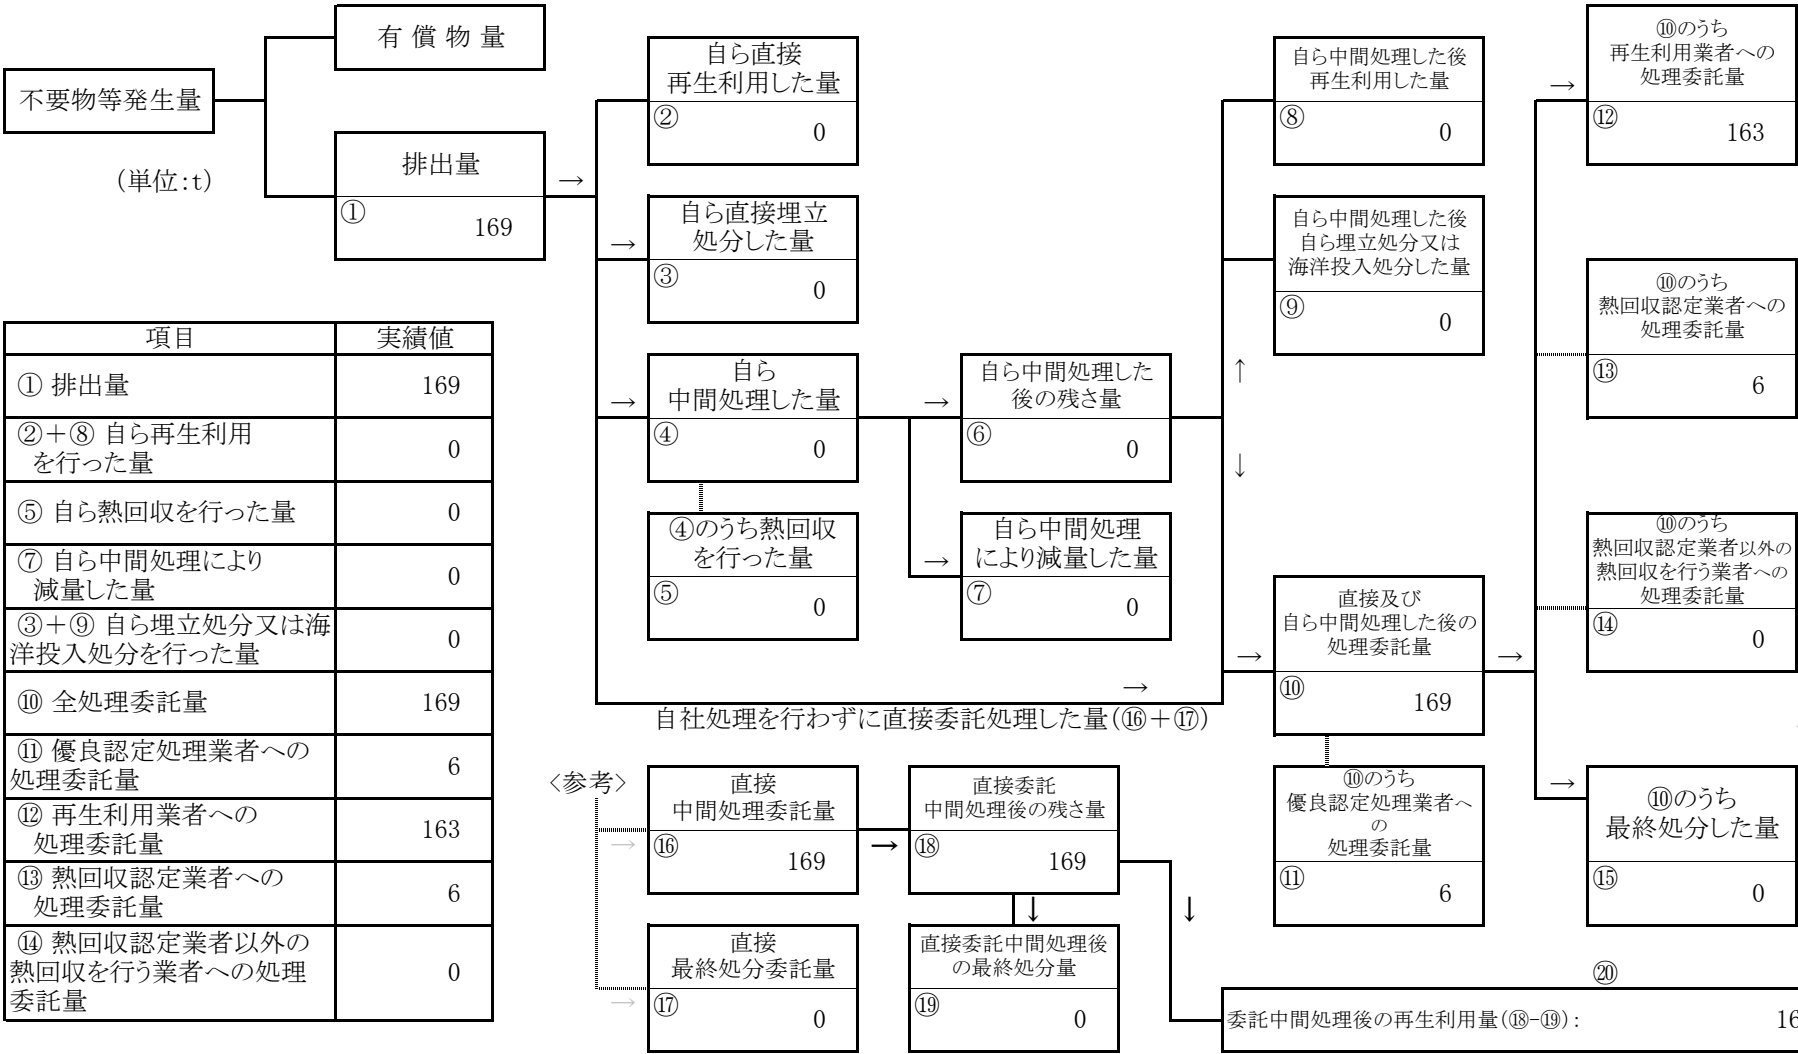 有 償 物 量
不要物等発生量
(単位:t)
排出量
①
169
→
自ら直接
再生利用した量
②
0
→
自ら直接埋立
処分した量
③
0
→
自ら
中間処理した量
④
0
④のうち熱回収
を行った量
⑤
0
→
自ら中間処理した
後の残さ量
⑥
0
→
自ら中間処理
により減量した量
⑦
0
自ら中間処理した後
再生利用した量
⑧
0
自ら中間処理した後
自ら埋立処分又は
海洋投入処分した量
⑨
0
↑
↓
→
自社処理を行わずに直接委託処理した量(⑯+⑰)
→
直接及び
自ら中間処理した後の
処理委託量
⑩
169
→
⑩のうち
優良認定処理業者へ
の
処理委託量
⑪
6
→
⑩のうち
再生利用業者への
処理委託量
⑫
163
⑩のうち
熱回収認定業者への
処理委託量
⑬
6
⑩のうち
熱回収認定業者以外の
熱回収を行う業者への
処理委託量
⑭
0
→
⑩のうち
最終処分した量
⑮
0
項目 実績値
① 排出量 169
②+⑧ 自ら再生利用
を行った量 0
⑤ 自ら熱回収を行った量 0
⑦ 自ら中間処理により
減量した量 0
③+⑨ 自ら埋立処分又は海
洋投入処分を行った量 0
⑩ 全処理委託量 169
⑪ 優良認定処理業者への
処理委託量 6
⑫ 再生利用業者への
処理委託量 163
⑬ 熱回収認定業者への
処理委託量 6
⑭ 熱回収認定業者以外の
熱回収を行う業者への処理
委託量 0
<参考>
→
直接
中間処理委託量
⑯
169
→
直接委託
中間処理後の残さ量
⑱
169
→
直接
最終処分委託量
⑰
0
↓
直接委託中間処理後
の最終処分量
⑲
0
↓
⑳
委託中間処理後の再生利用量(⑱-⑲): 16